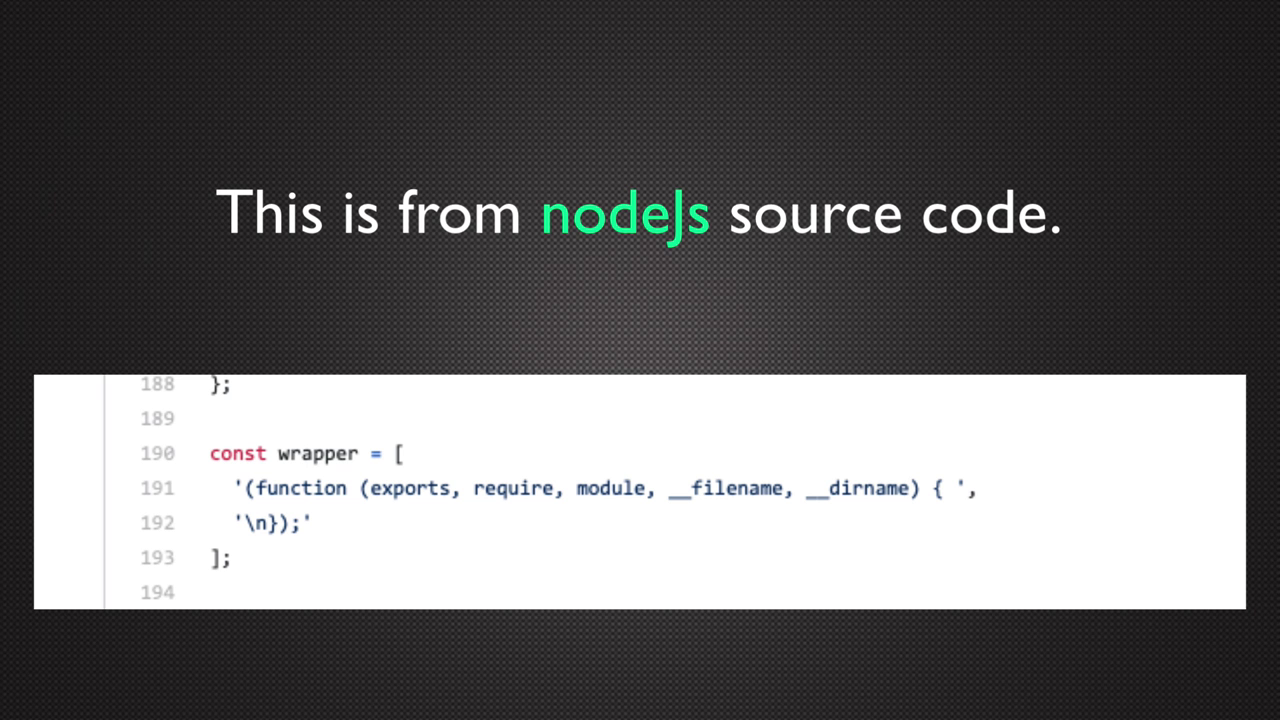 This is from nodeJs source code.
188 };
189
190 const wrapper = [
191 '(function (exports, require, module, __filename, __dirname) { ',
192 '\n});'
193 ];
194